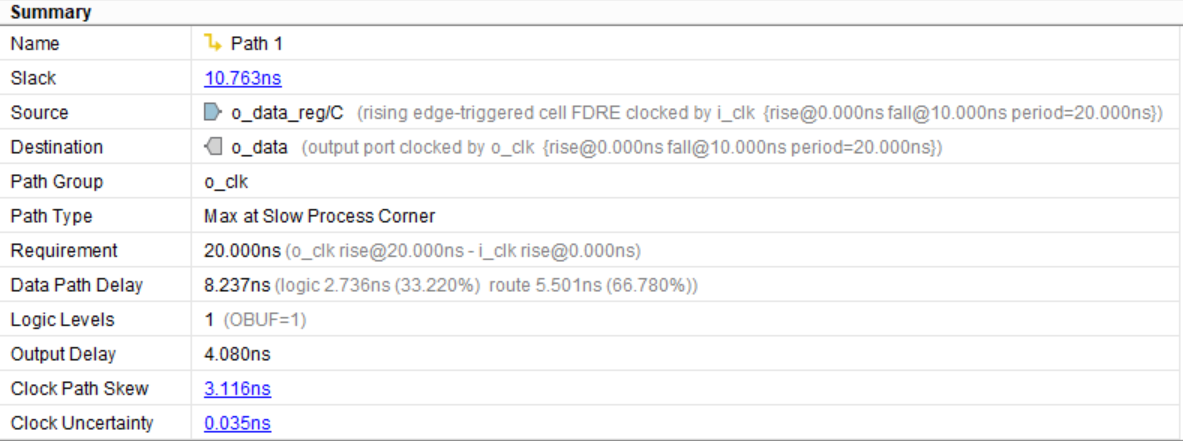 Summary
Name Path 1
Slack 10.763ns
Source o_data_reg/C (rising edge-triggered cell FDRE clocked by i_clk {rise@0.000ns fall@10.000ns period=20.000ns})
Destination o_data (output port clocked by o_clk {rise@0.000ns fall@10.000ns period=20.000ns})
Path Group o_clk
Path Type Max at Slow Process Corner
Requirement 20.000ns (o_clk rise@20.000ns - i_clk rise@0.000ns)
Data Path Delay 8.237ns (logic 2.736ns (33.220%) route 5.501ns (66.780%))
Logic Levels 1 (OBUF=1)
Output Delay 4.080ns
Clock Path Skew 3.116ns
Clock Uncertainty 0.035ns